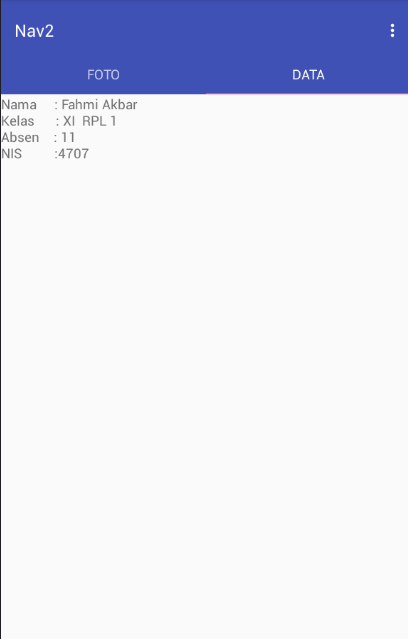 Nav2
FOTO DATA
Nama : Fahmi Akbar
Kelas : XI RPL 1
Absen : 11
NIS :4707